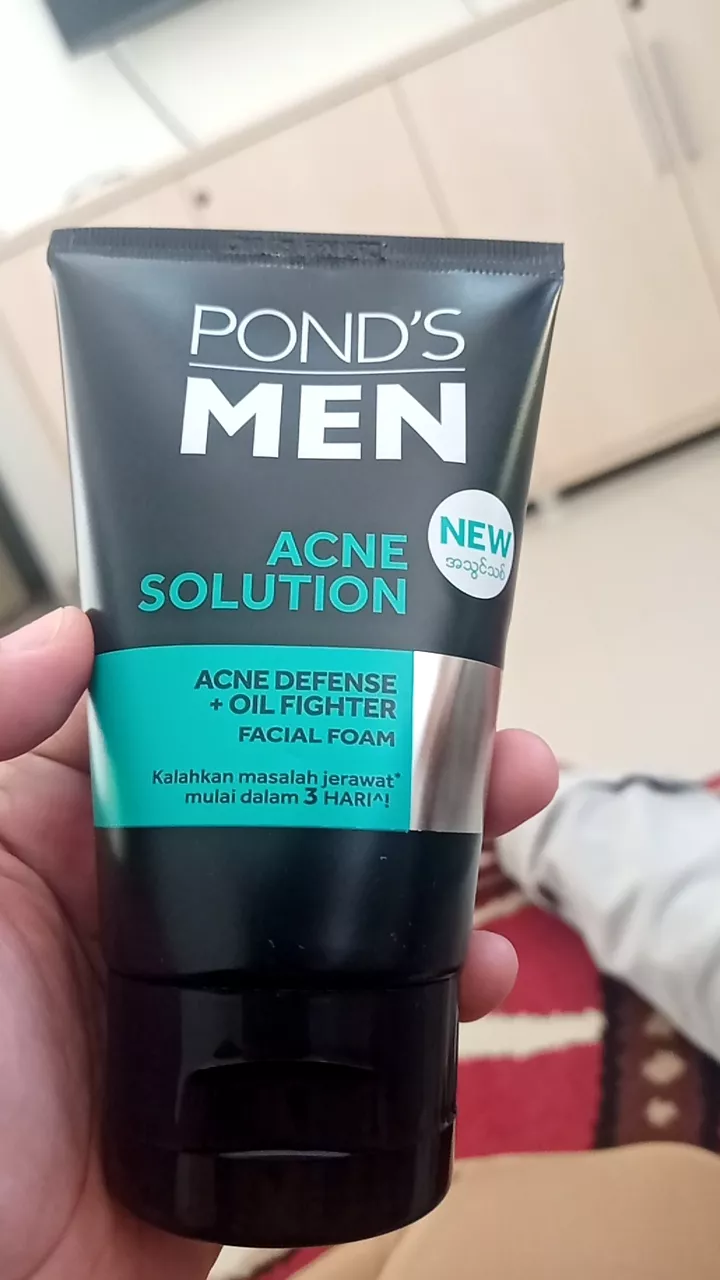 POND'S
MEN
ACNE
SOLUTION
NEW
အသွင်သစ်
ACNE DEFENSE
+ OIL FIGHTER
FACIAL FOAM
Kalahkan masalah jerawat*
mulai dalam 3 HARI^!